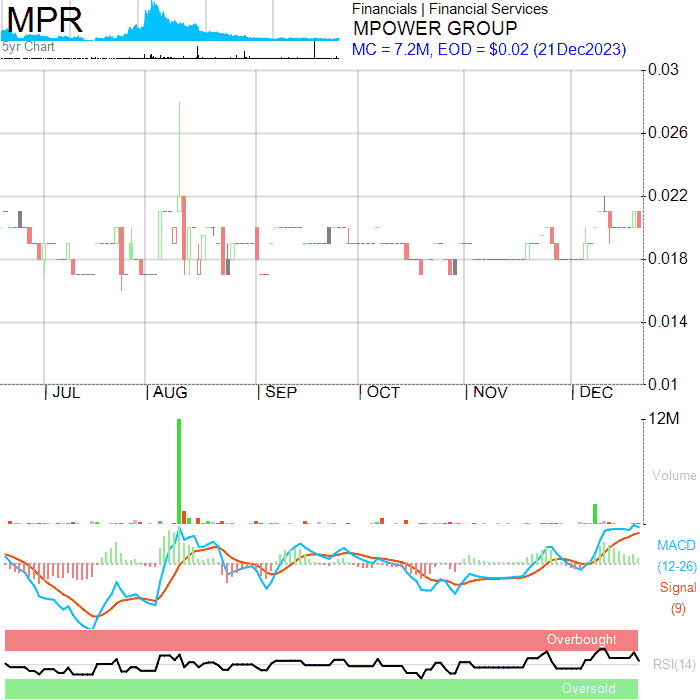 MPR
5yr Chart
Financials | Financial Services
MPOWER GROUP
MC = 7.2M, EOD = $0.02 (21Dec2023)
0.03
0.026
0.022
0.018
0.014
0.01
| JUL | AUG | SEP | OCT | NOV | DEC
12M
Volume
MACD
(12-26)
Signal
(9)
Overbought
RSI(14)
Oversold